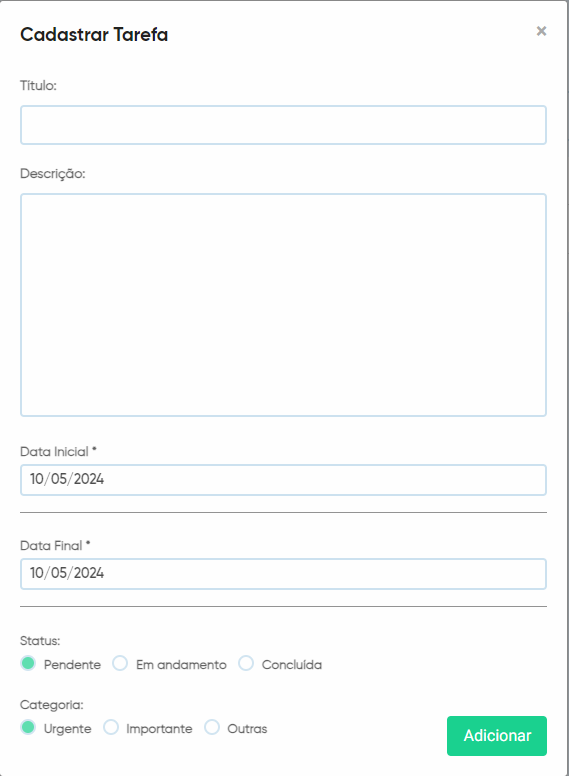 Cadastrar Tarefa ×
Título:
Descrição:
Data Inicial *
10/05/2024
Data Final *
10/05/2024
Status:
Pendente Em andamento Concluída
Categoria:
Urgente Importante Outras
Adicionar